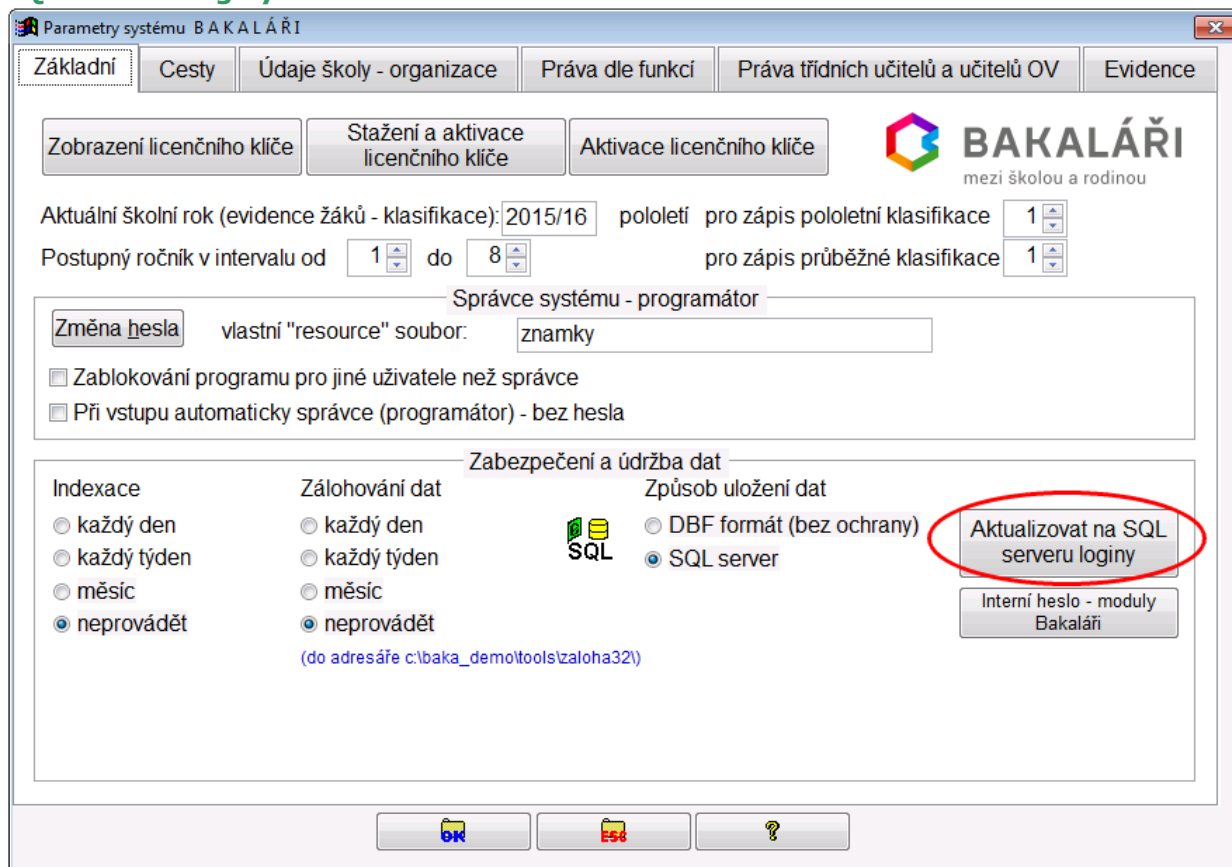 Parametry systému B A K A L Á Ř I
Základní
Cesty
Údaje školy - organizace
Práva dle funkcí
Práva třídních učitelů a učitelů OV
Evidence
Zobrazení licenčního klíče
Stažení a aktivace
licenčního klíče
Aktivace licenčního klíče
BAKALÁŘI
mezi školou a rodinou
Aktuální školní rok (evidence žáků - klasifikace): 2015/16 pololetí pro zápis pololetní klasifikace 1
Postupný ročník v intervalu od 1 do 8 pro zápis průběžné klasifikace 1
Správce systému - programátor
Změna hesla vlastní "resource" soubor: znamky
Zablokování programu pro jiné uživatele než správce
Při vstupu automaticky správce (programátor) - bez hesla
Zabezpečení a údržba dat
Indexace
každý den
každý týden
měsíc
neprovádět
Zálohování dat
každý den
každý týden
měsíc
neprovádět
(do adresáře c:\baka_demo\tools\zaloha32\)
SQL
Způsob uložení dat
DBF formát (bez ochrany)
SQL server
Aktualizovat na SQL
serveru loginy
Interní heslo - moduly
Bakaláři
OK
ESC
?